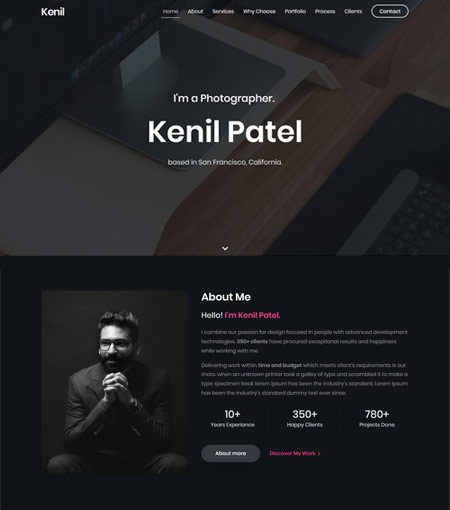 Kenil
Home About Services Why Choose Portfolio Process Clients Contact
I'm a Photographer.
Kenil Patel
based in San Francisco, California.
About Me
Hello! I'm Kenil Patel.
I combine our passion for design focused in people with advanced development
technologies. 350+ clients have procured exceptional results and happiness
while working with me.
Delivering work within time and budget which meets client's requirements is our
moto. when an unknown printer took a galley of type and scrambled it to make a
type specimen book lorem Ipsum has been the industry's standard. Lorem Ipsum
has been the industry's standard dummy text ever since.
10+ 350+ 780+
Years Experiance Happy Clients Projects Done
About more Discover My Work >